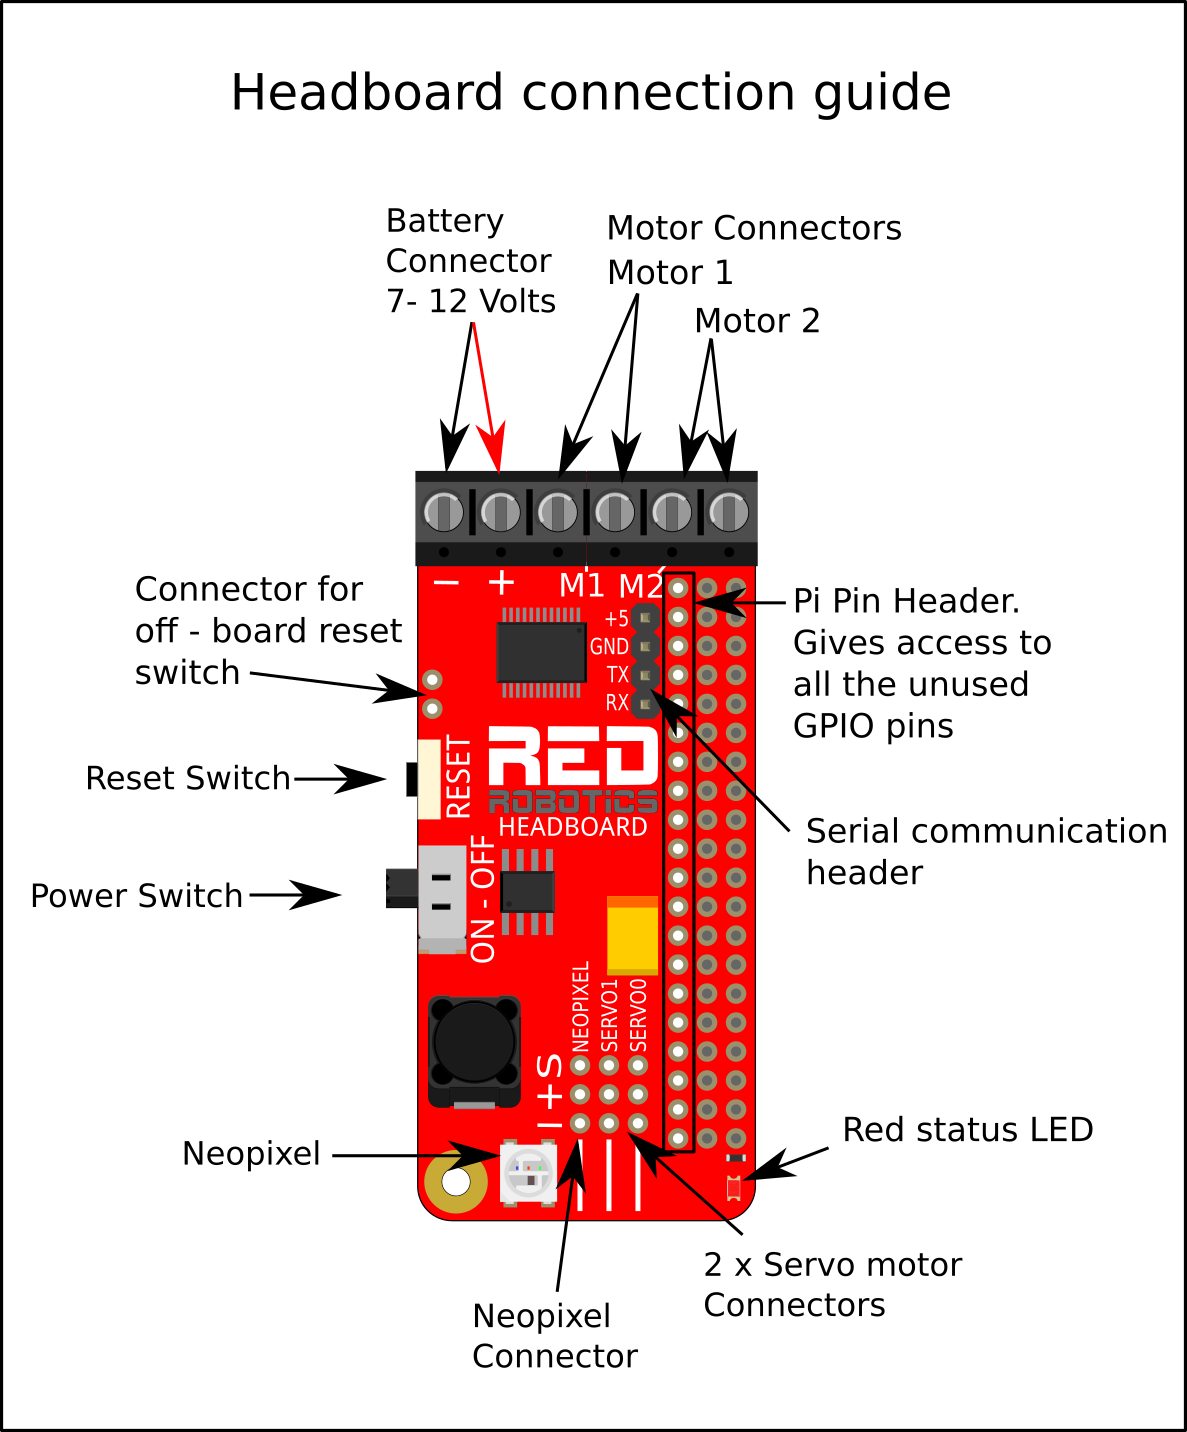 Headboard connection guide
Battery
Connector
7- 12 Volts
Motor Connectors
Motor 1
Motor 2
− + M1 M2
+5
GND
TX
RX
Connector for
off - board reset
switch
Pi Pin Header.
Gives access to
all the unused
GPIO pins
Reset Switch
RESET
RED
ROBOTICS
HEADBOARD
Serial communication
header
Power Switch
ON - OFF
NEOPIXEL
SERVO1
SERVO0
−+S
Neopixel
Red status LED
2 x Servo motor
Connectors
Neopixel
Connector